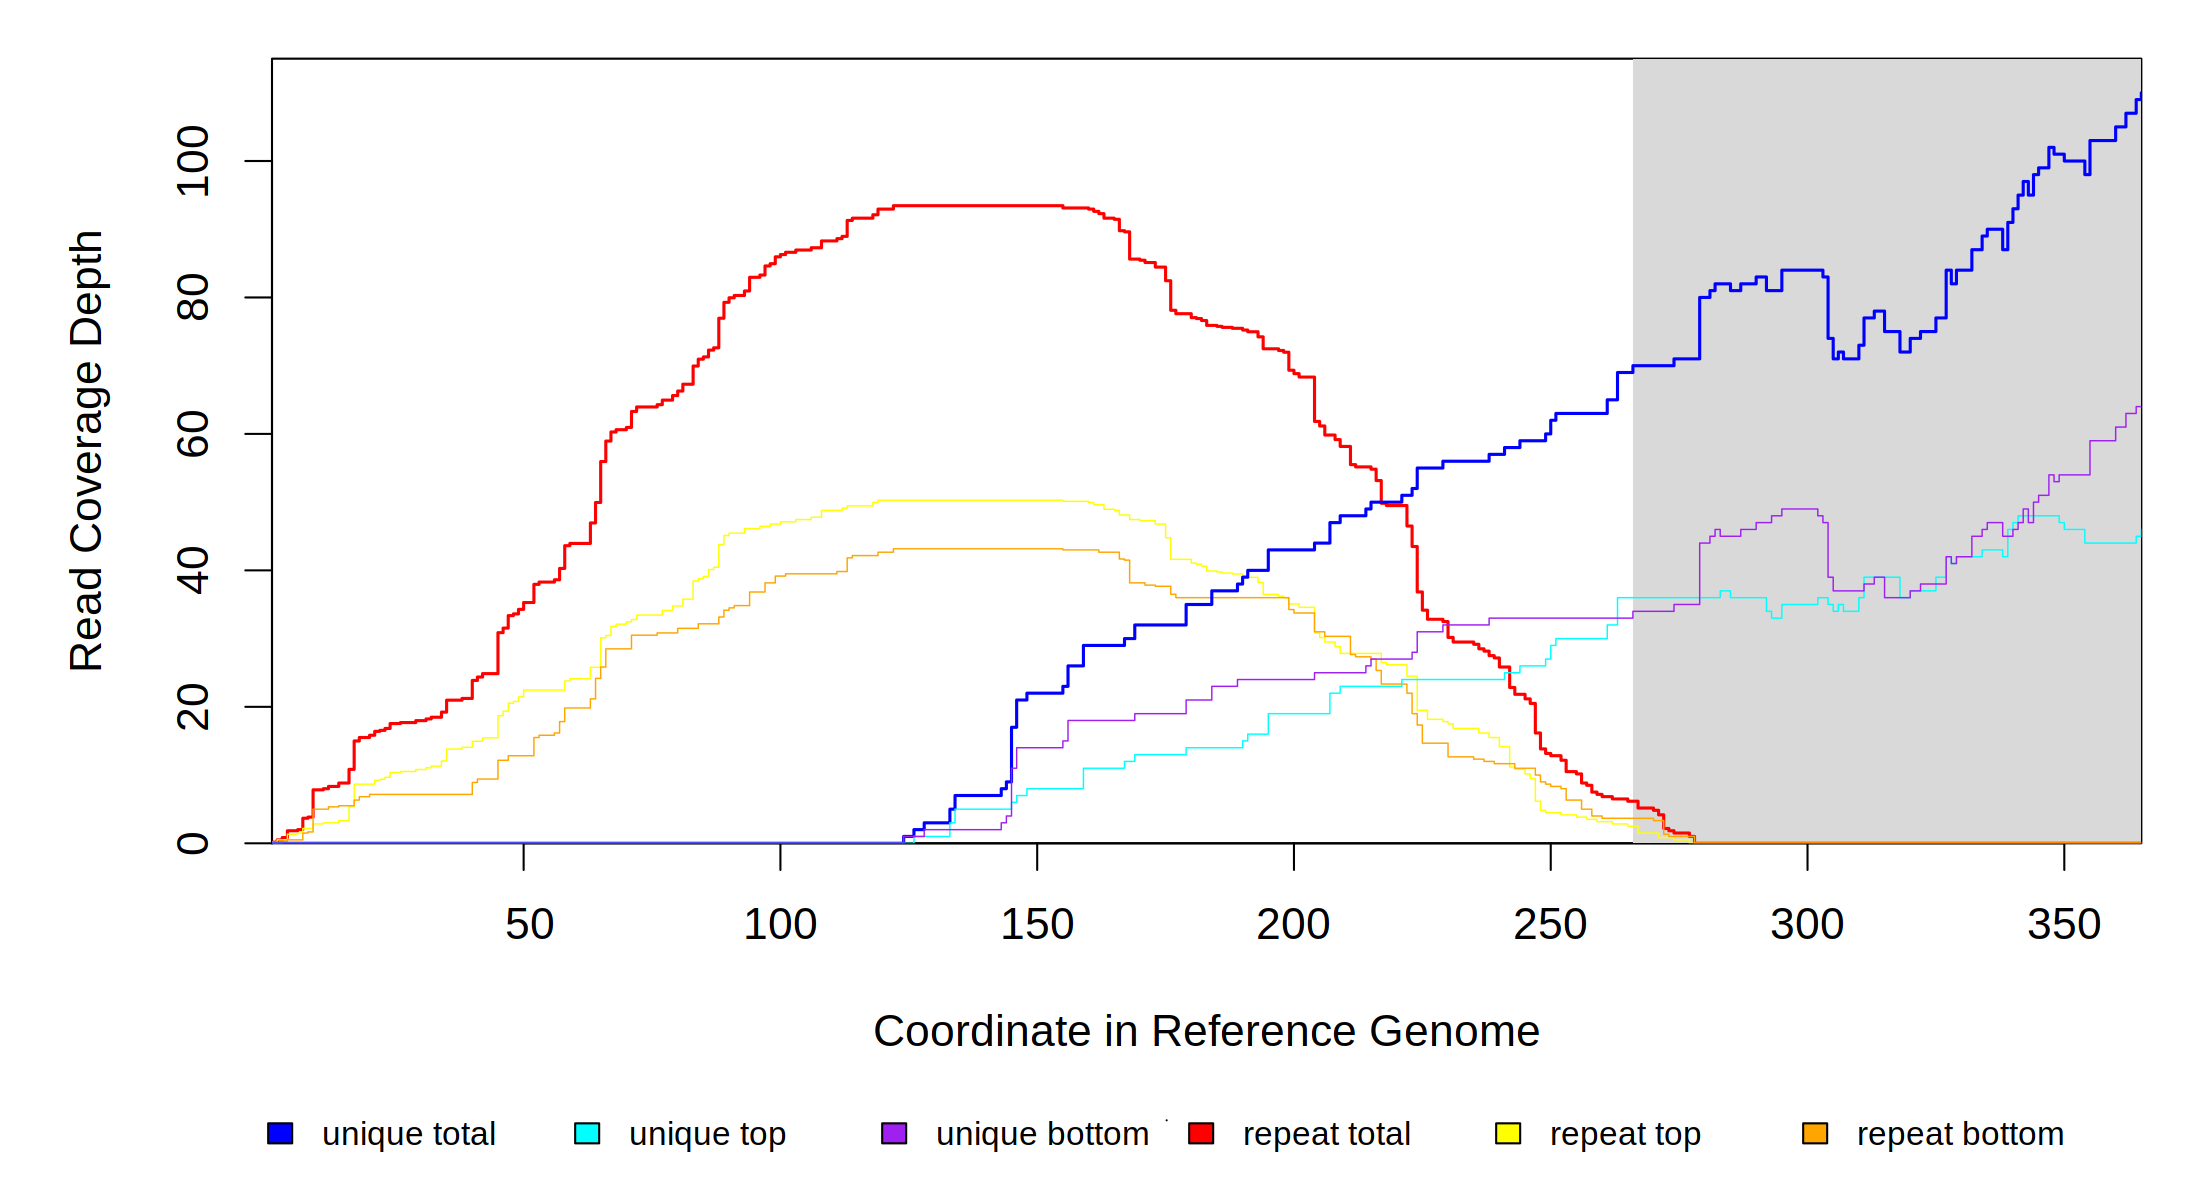 Read Coverage Depth
100
80
60
40
20
0
50 100 150 200 250 300 350
Coordinate in Reference Genome
unique total unique top unique bottom repeat total repeat top repeat bottom